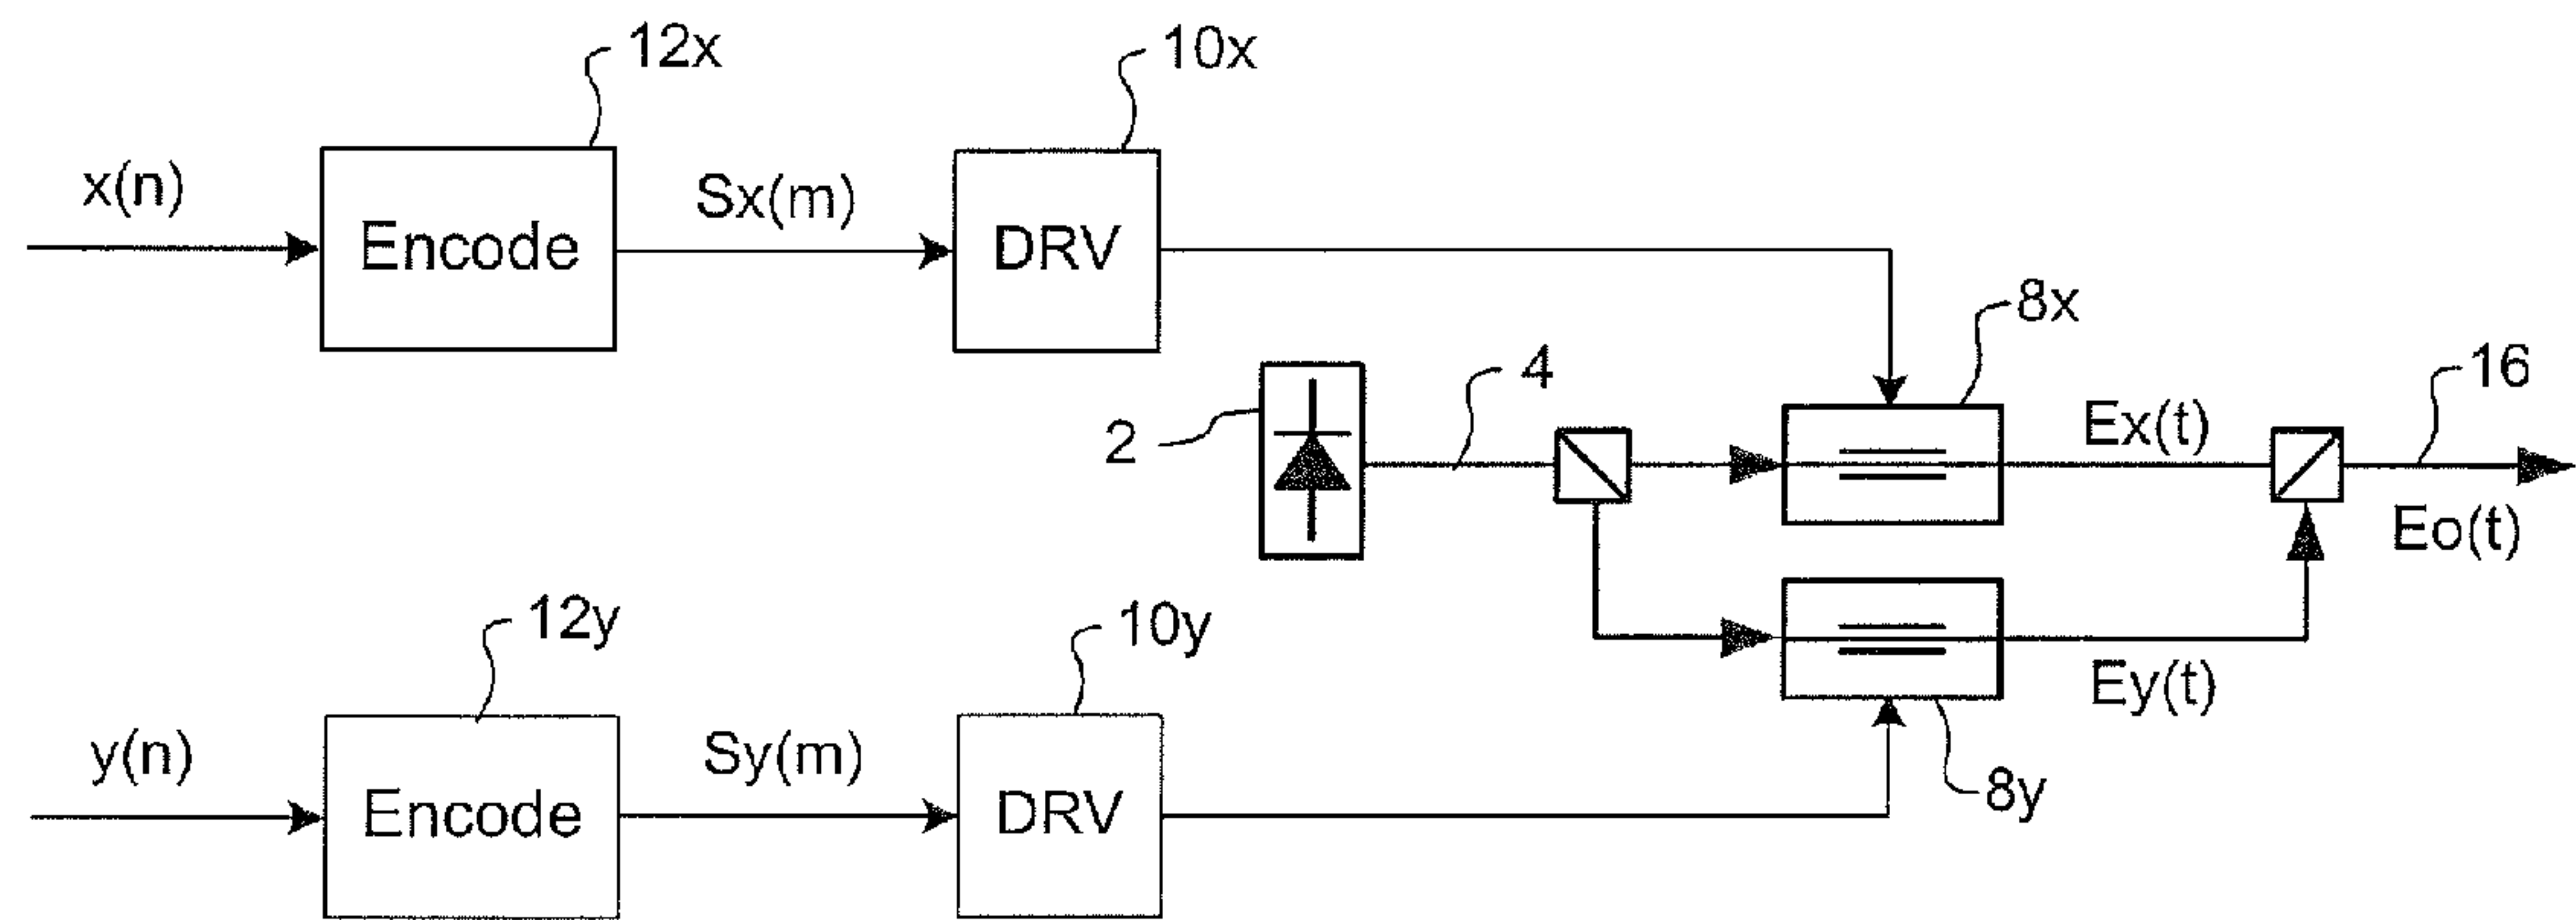 12x
10x
x(n)
Encode
Sx(m)
DRV
8x
2
4
Ex(t)
16
Eo(t)
12y
10y
y(n)
Encode
Sy(m)
DRV
Ey(t)
8y